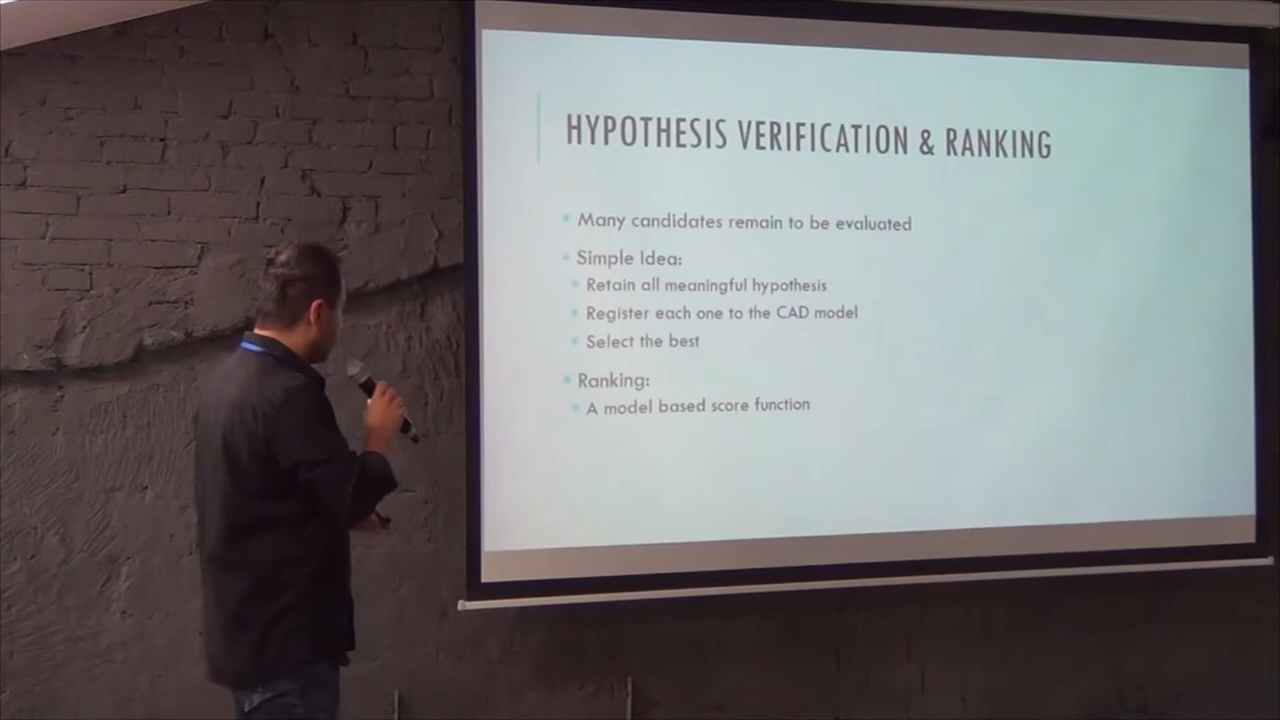 HYPOTHESIS VERIFICATION & RANKING
Many candidates remain to be evaluated
Simple Idea:
Retain all meaningful hypothesis
Register each one to the CAD model
Select the best
Ranking:
A model based score function